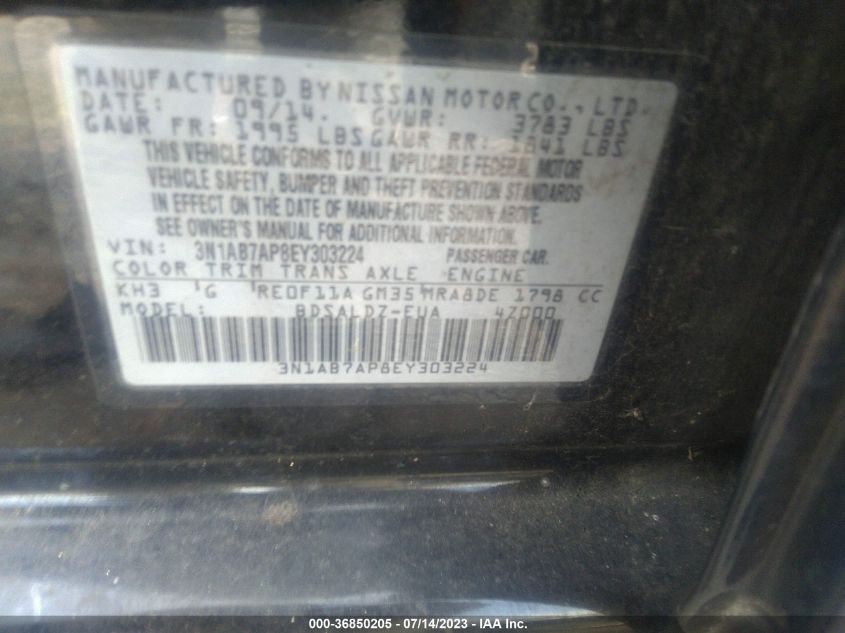 MANUFACTURED BY NISSAN MOTOR CO., LTD.
DATE: 09/14. GVWR: 3783 LBS
GAWR FR: 1995 LBS GAWR RR: 1841 LBS
THIS VEHICLE CONFORMS TO ALL APPLICABLE FEDERAL MOTOR
VEHICLE SAFETY, BUMPER AND THEFT PREVENTION STANDARDS
IN EFFECT ON THE DATE OF MANUFACTURE SHOWN ABOVE.
SEE OWNER'S MANUAL FOR ADDITIONAL INFORMATION.
VIN: 3N1AB7AP8EY303224 PASSENGER CAR.
COLOR TRIM TRANS AXLE ENGINE
KH3 G RE0F11A GM35 MRA8DE 1798 CC
MODEL: BDSALDZ-EUA 4Z000
3N1AB7AP8EY303224
000-36850205 - 07/14/2023 - IAA Inc.